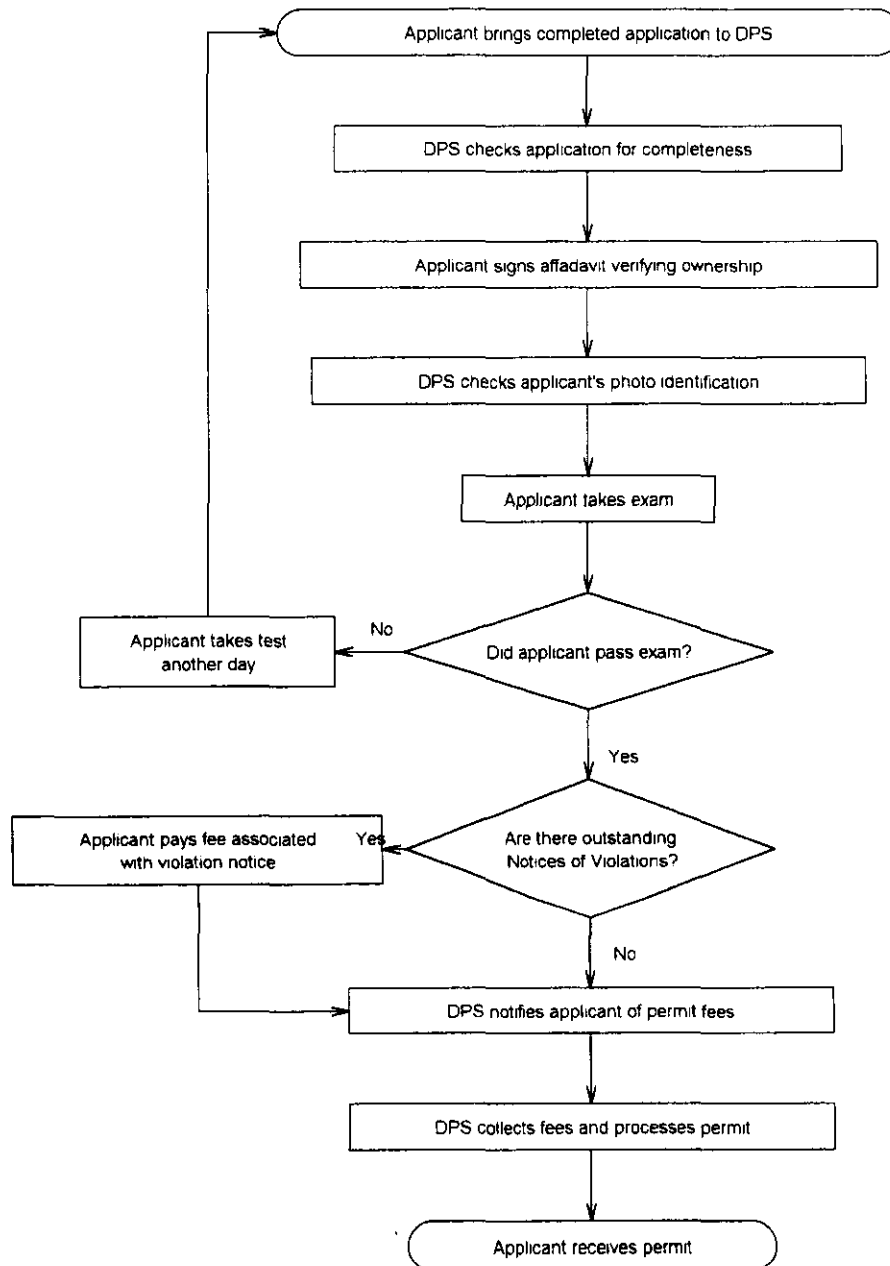 Applicant brings completed application to DPS
DPS checks application for completeness
Applicant signs affadavit verifying ownership
DPS checks applicant's photo identification
Applicant takes exam
Did applicant pass exam?
No
Applicant takes test
another day
Yes
Are there outstanding
Notices of Violations?
Yes
Applicant pays fee associated
with violation notice
No
DPS notifies applicant of permit fees
DPS collects fees and processes permit
Applicant receives permit